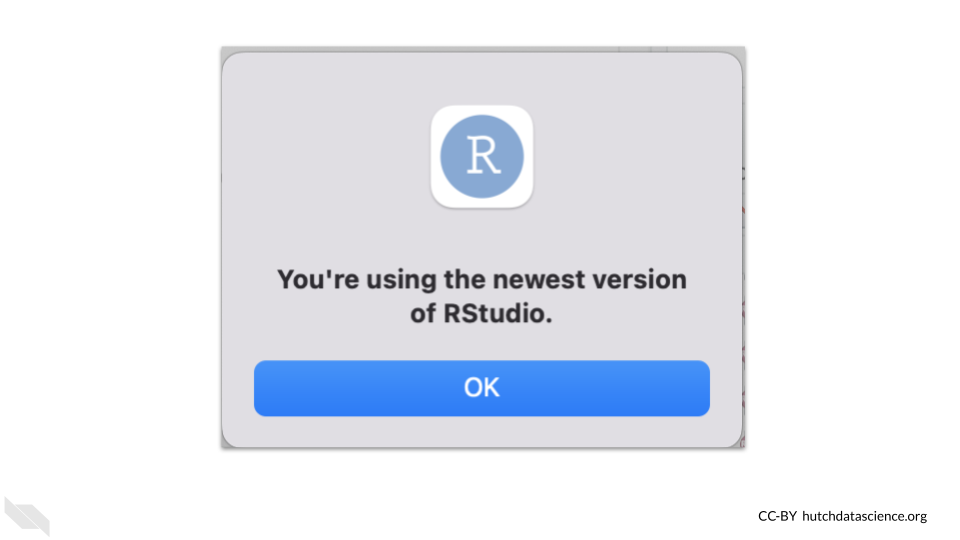 R
You're using the newest version
of RStudio.
OK
CC-BY hutchdatascience.org